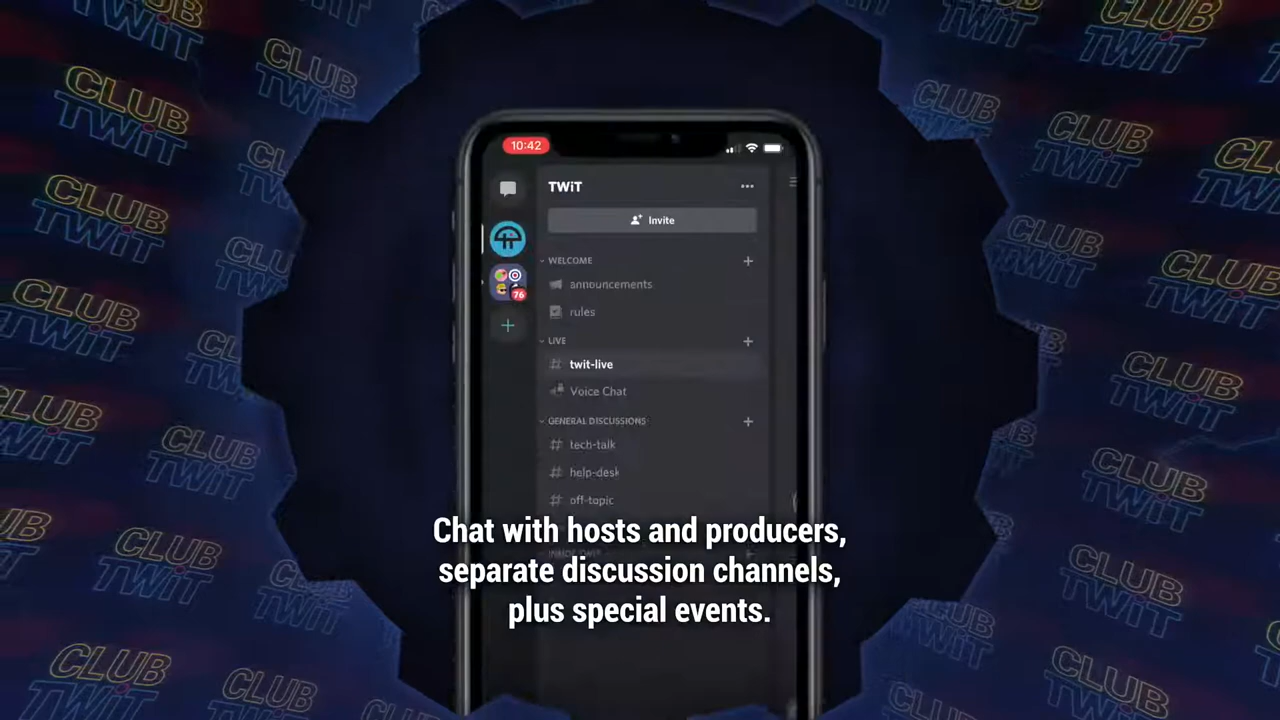 CLUB
TWiT
10:42
TWiT
Invite
WELCOME
announcements
rules
76
LIVE
twit-live
Voice Chat
GENERAL DISCUSSIONS
tech-talk
help-desk
off-topic
Chat with hosts and producers,
separate discussion channels,
plus special events.